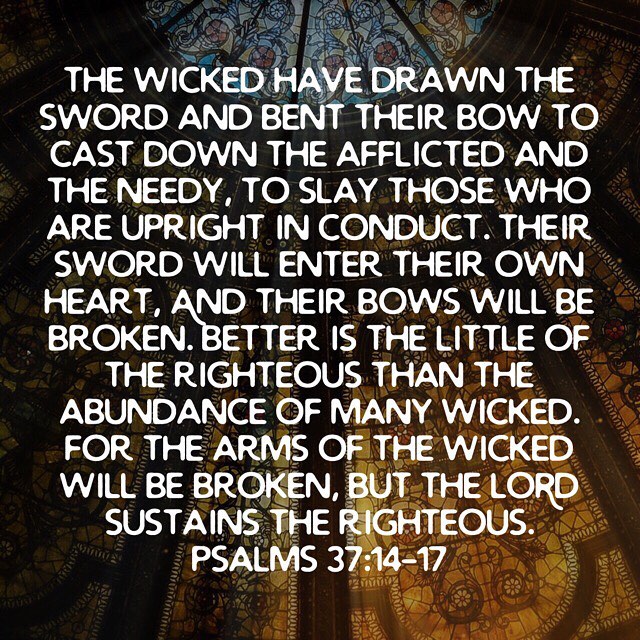 THE WICKED HAVE DRAWN THE
SWORD AND BENT THEIR BOW TO
CAST DOWN THE AFFLICTED AND
THE NEEDY, TO SLAY THOSE WHO
ARE UPRIGHT IN CONDUCT. THEIR
SWORD WILL ENTER THEIR OWN
HEART, AND THEIR BOWS WILL BE
BROKEN. BETTER IS THE LITTLE OF
THE RIGHTEOUS THAN THE
ABUNDANCE OF MANY WICKED.
FOR THE ARMS OF THE WICKED
WILL BE BROKEN, BUT THE LORD
SUSTAINS THE RIGHTEOUS.
PSALMS 37:14-17